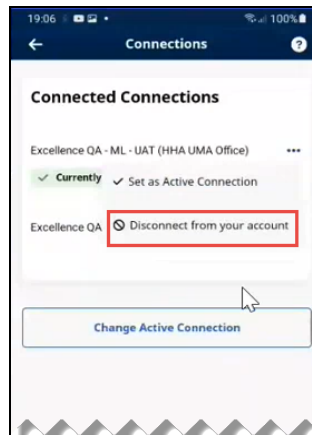 19:06 100%
Connections ?
Connected Connections
Excellence QA - ML - UAT (HHA UMA Office) •••
Currently
Set as Active Connection
Excellence QA
Disconnect from your account
Change Active Connection